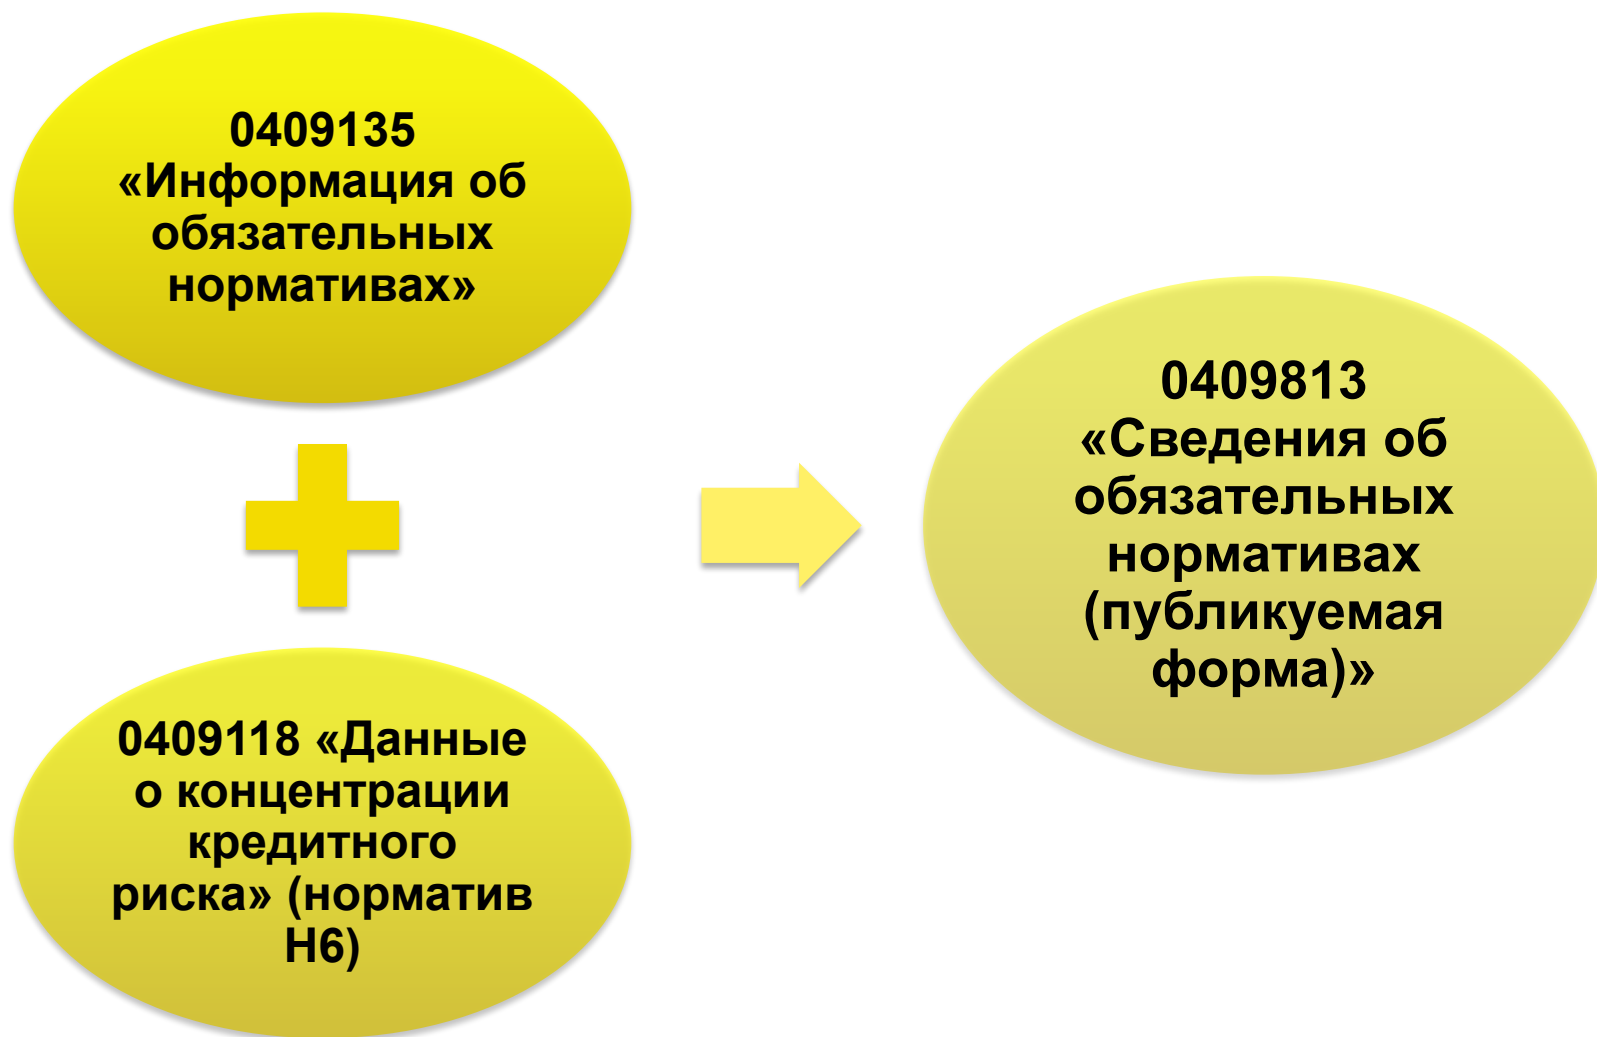 0409135
«Информация об
обязательных
нормативах»
0409118 «Данные
о концентрации
кредитного
риска» (норматив
Н6)
0409813
«Сведения об
обязательных
нормативах
(публикуемая
форма)»